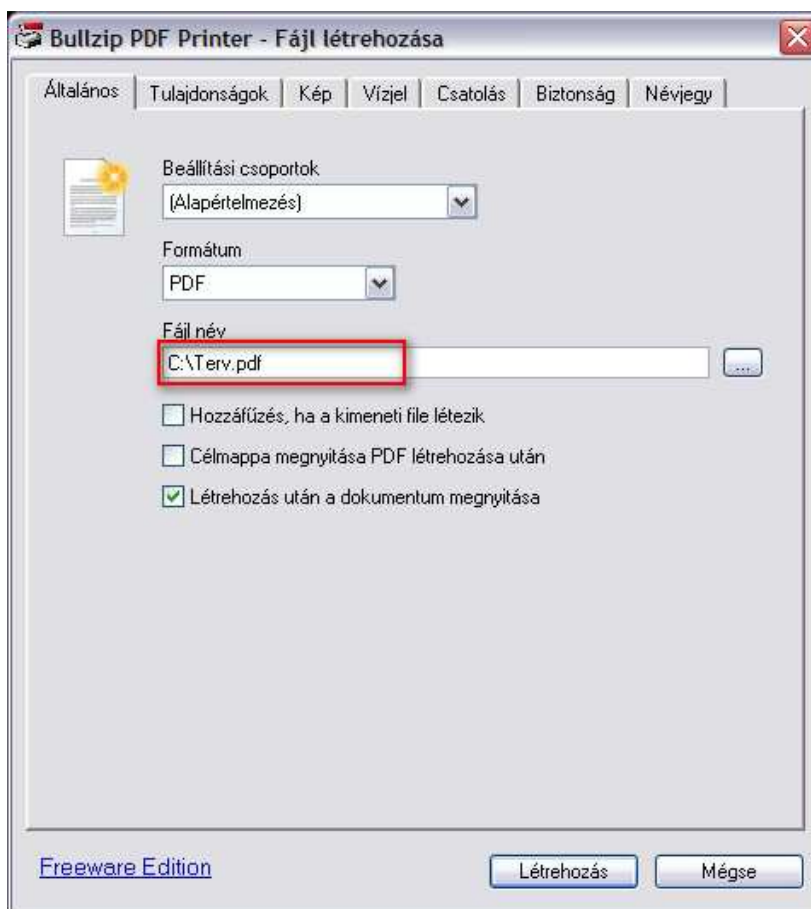 Bullzip PDF Printer - Fájl létrehozása
Általános Tulajdonságok Kép Vízjel Csatolás Biztonság Névjegy
Beállítási csoportok
(Alapértelmezés)
Formátum
PDF
Fájl név
C:\Terv.pdf
...
Hozzáfűzés, ha a kimeneti file létezik
Célmappa megnyitása PDF létrehozása után
Létrehozás után a dokumentum megnyitása
Freeware Edition Létrehozás Mégse